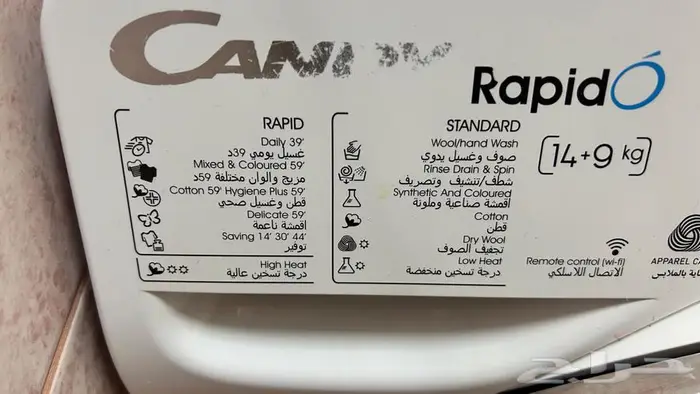 CANDY
RapidÓ
RAPID
Daily 39'
غسيل يومي 39د
Mixed & Coloured 59'
مزيج والوان مختلفة 59د
Cotton 59' Hygiene Plus 59'
قطن وغسيل صحي
Delicate 59'
اقمشة ناعمة
Saving 14' 30' 44'
توفير
High Heat
درجة تسخين عالية
STANDARD
Wool/hand Wash
صوف وغسيل يدوي
Rinse Drain & Spin
شطف/تنشيف وتصريف
Synthetic And Coloured
اقمشة صناعية وملونة
Cotton
قطن
Dry Wool
تجفيف الصوف
Low Heat
درجة تسخين منخفضة
14+9 kg
Remote control (wi-fi)
الاتصال اللاسلكي
APPAREL CA
ية بالملابس
حراج